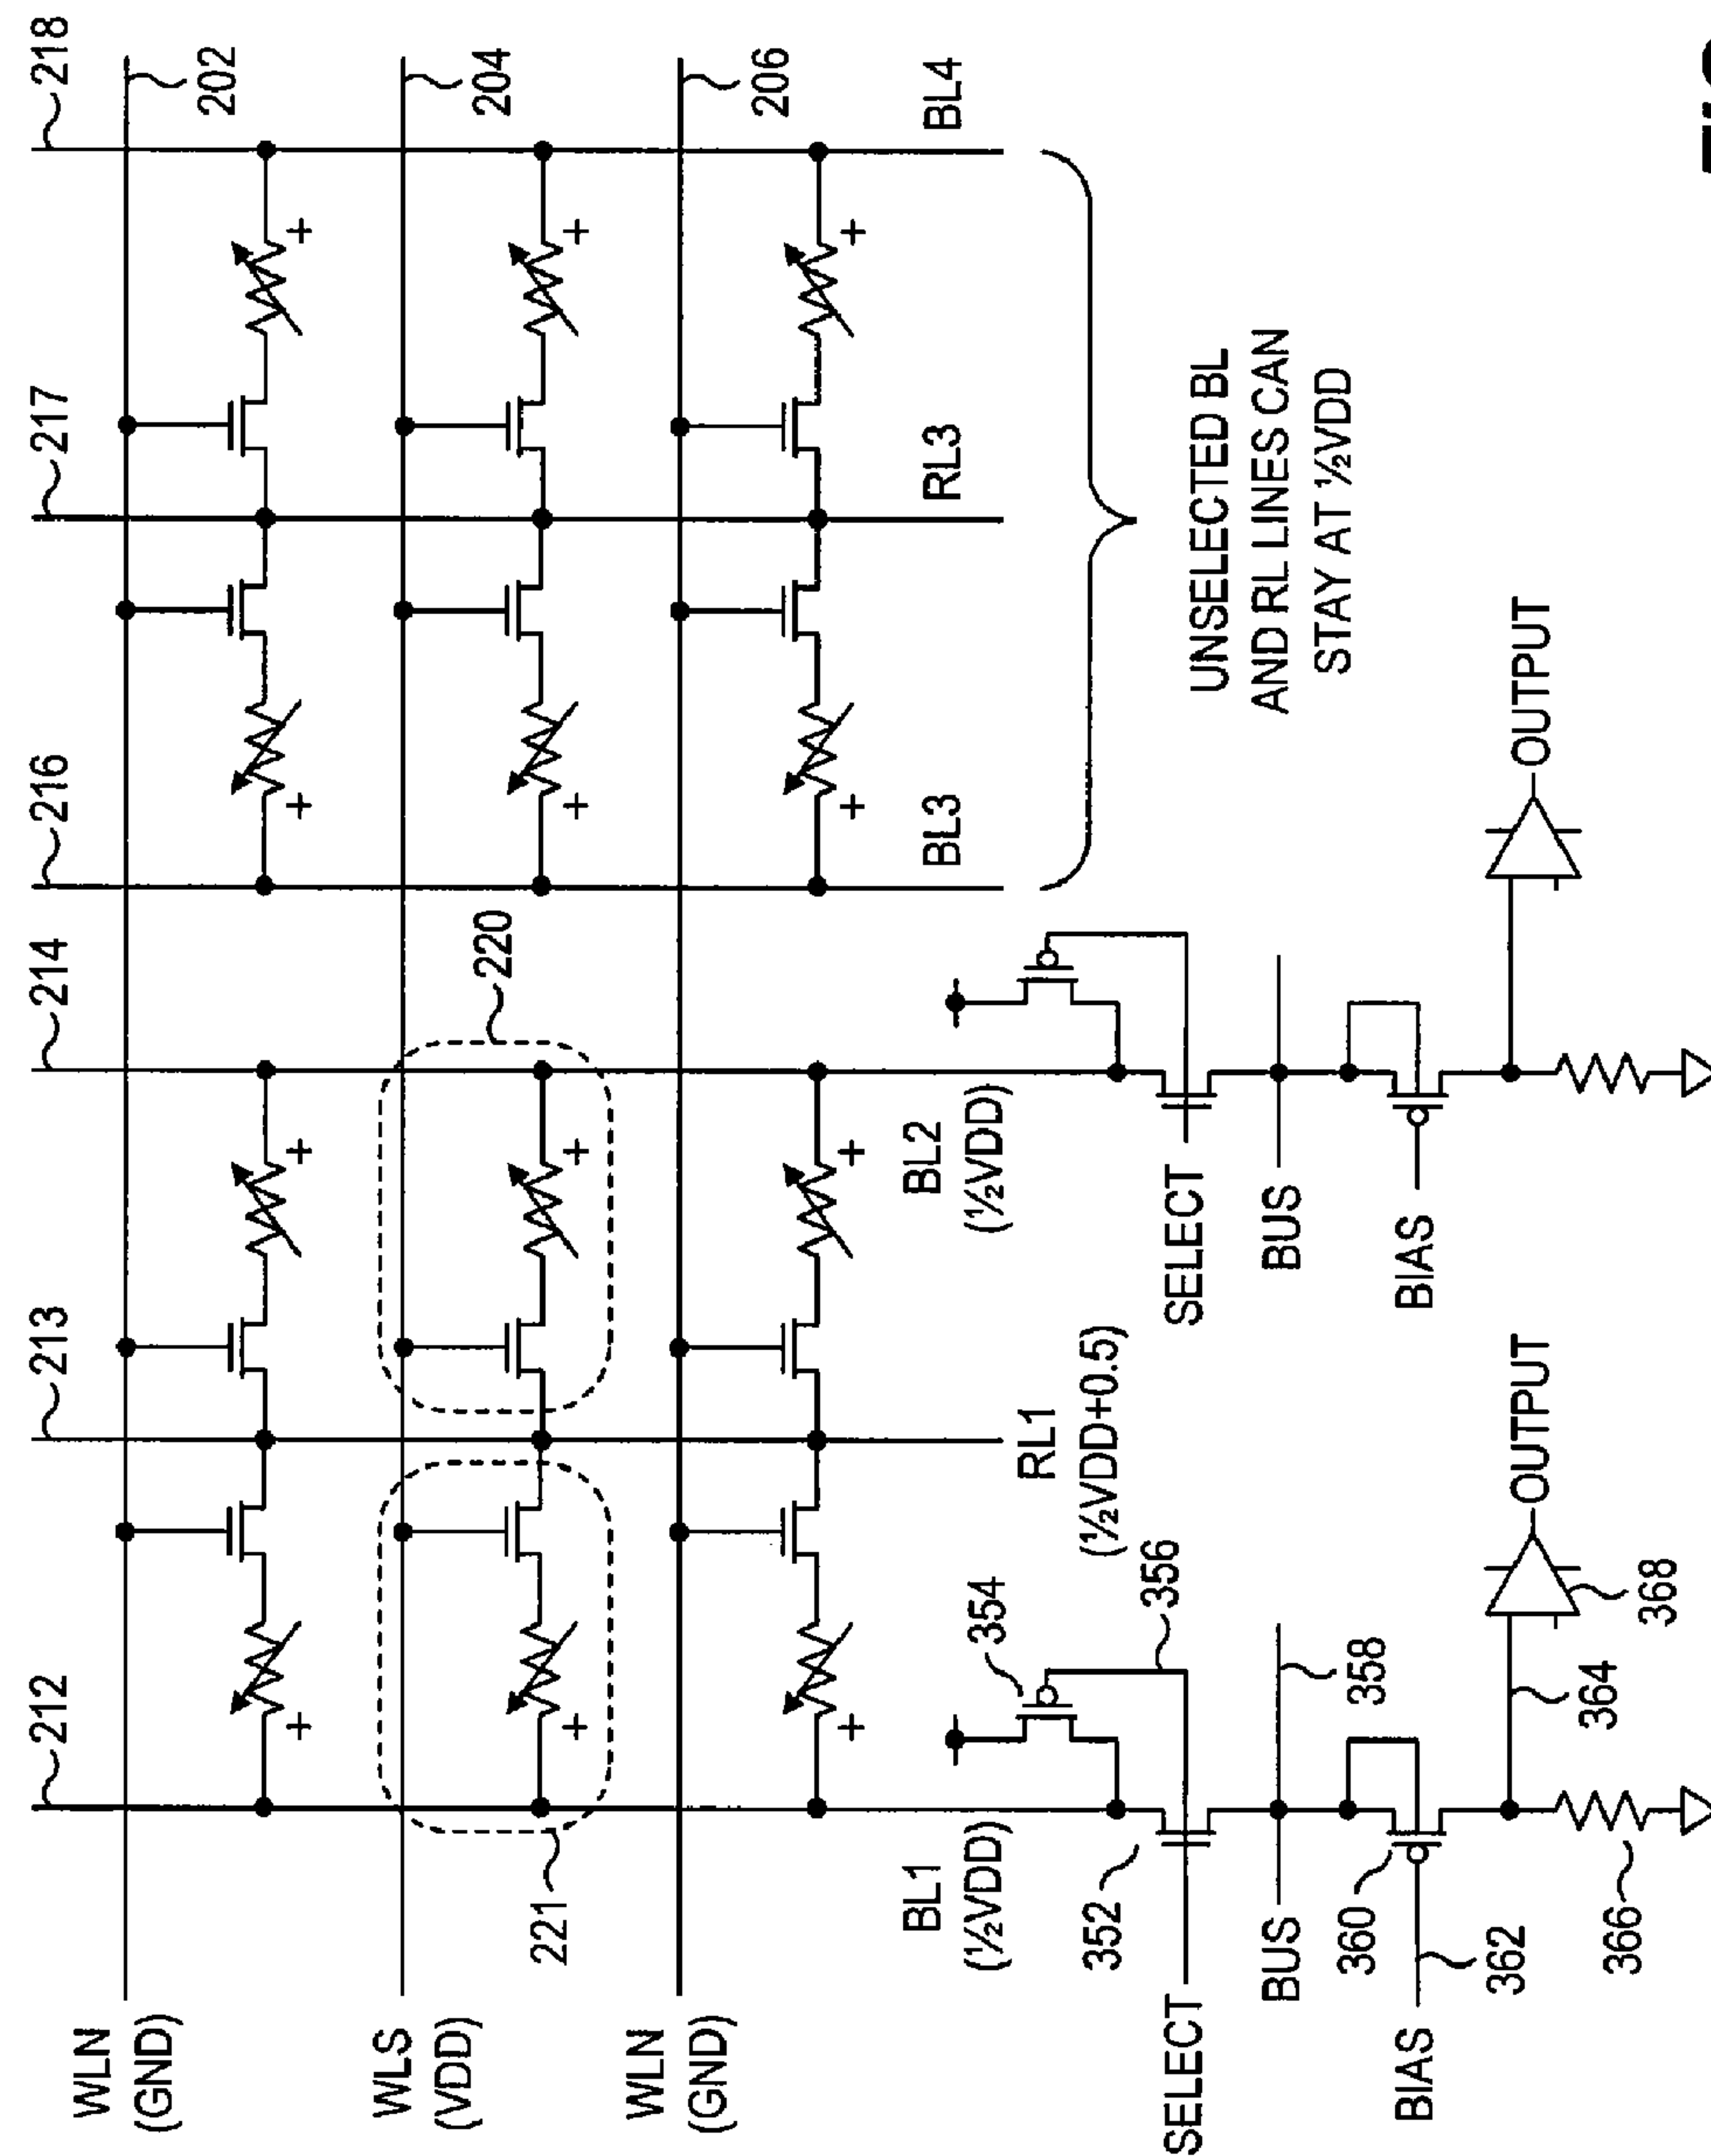 218
217
216
214
213
212
202
204
206
220
221
WLN
(GND)
WLS
(VDD)
WLN
(GND)
BL4
RL3
BL3
UNSELECTED BL
AND RL LINES CAN
STAY AT ½VDD
BL2
(½VDD)
RL1
(½VDD+0.5)
BL1
(½VDD)
SELECT
BUS
BIAS
OUTPUT
SELECT
BUS
BIAS
OUTPUT
352
354
356
358
360
362
364
366
368